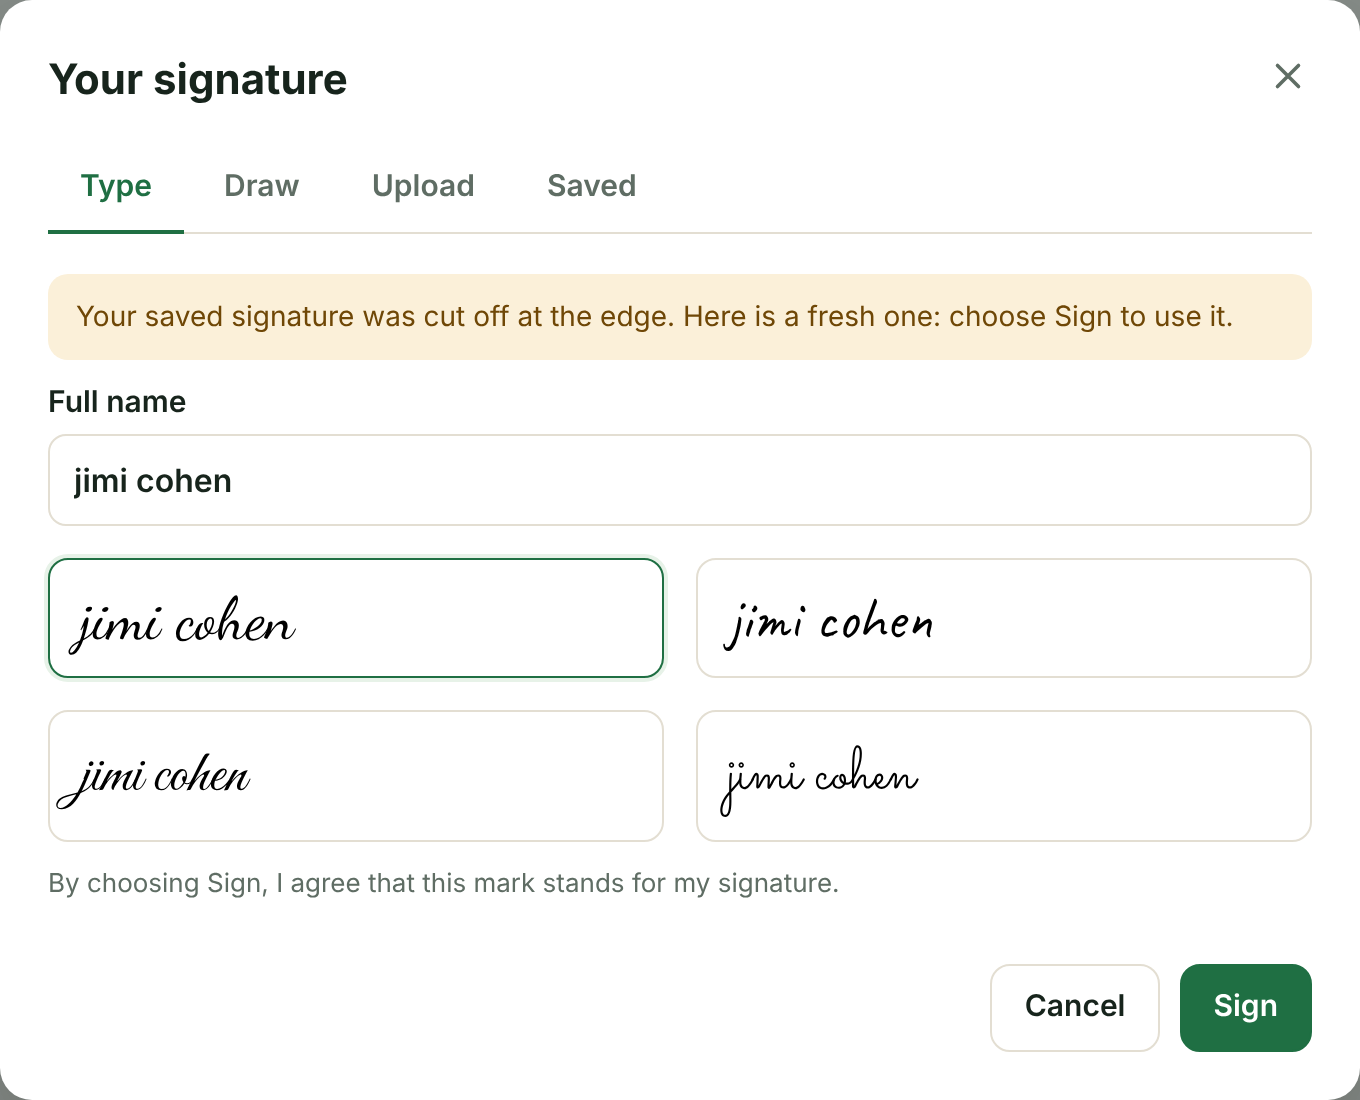 Your signature
Type Draw Upload Saved
Your saved signature was cut off at the edge. Here is a fresh one: choose Sign to use it.
Full name
jimi cohen
jimi cohen jimi cohen
jimi cohen jimi cohen
By choosing Sign, I agree that this mark stands for my signature.
Cancel Sign